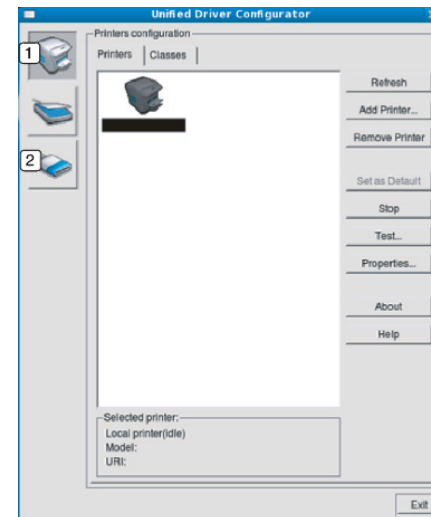 Unified Driver Configurator
1
Printers configuration
Printers
Classes
Refresh
Add Printer...
Remove Printer
2
Set as Default
Stop
Test...
Properties...
About
Help
Selected printer:
Local printer(idle)
Model:
URI:
Exit